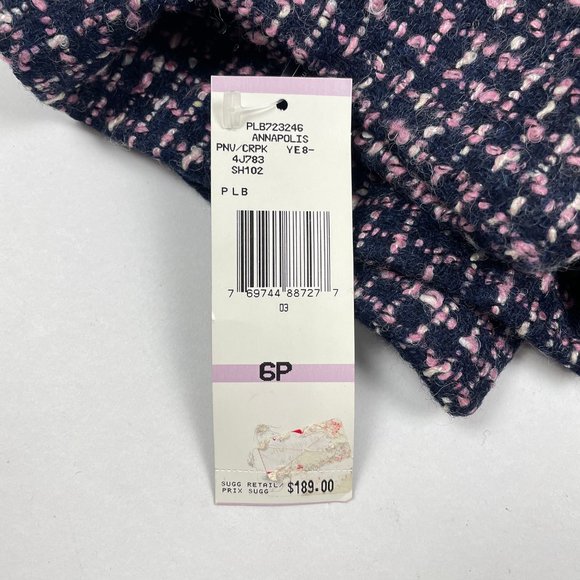 PLB723246
ANNAPOLIS
PNV/CRPK YE8-
4J783
SH102
PLB
7 69744 88727 7
03
6P
SUGG RETAIL/
PRIX SUGG $189.00